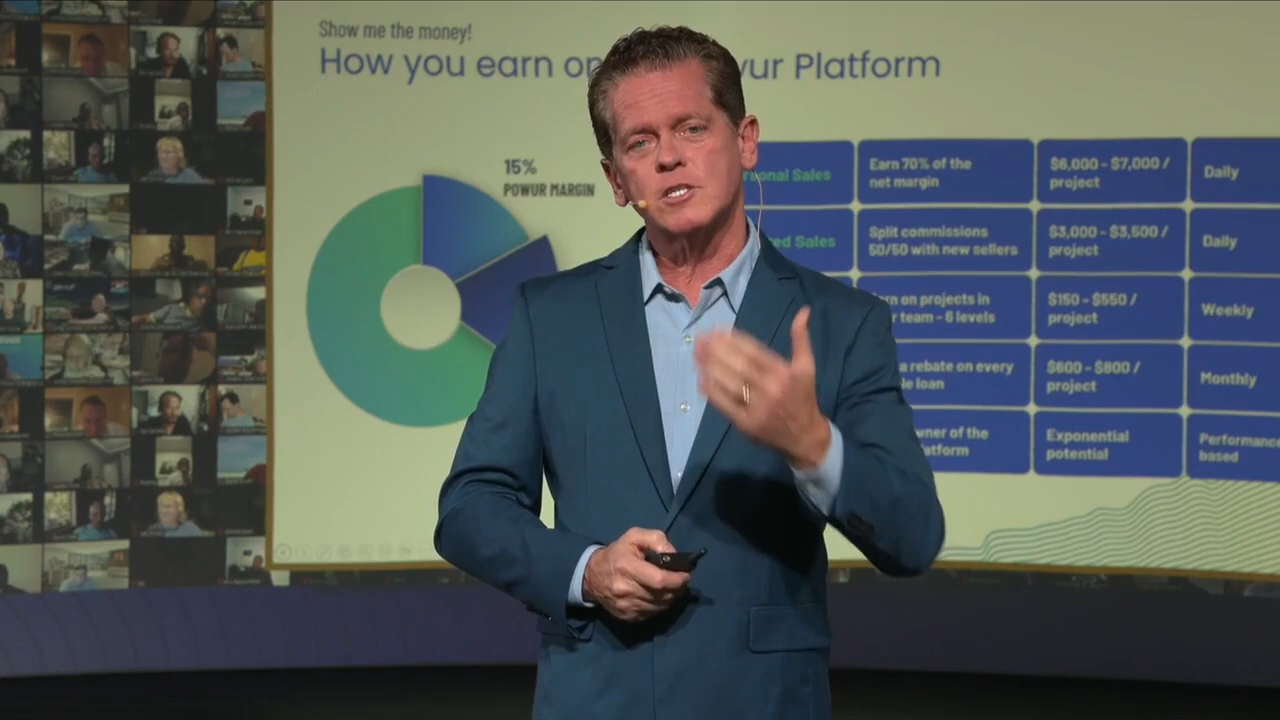 Show me the money!
How you earn on
ur Platform
15%
POWUR MARGIN
rsonal Sales
Earn 70% of the
net margin
$6,000 - $7,000 /
project
Daily
ed Sales
Split commissions
50/50 with new sellers
$3,000 - $3,500 /
project
Daily
rn on projects in
r team - 6 levels
$150 - $550 /
project
Weekly
a rebate on every
le loan
$600 - $800 /
project
Monthly
ner of the
atform
Exponential
potential
Performance
based